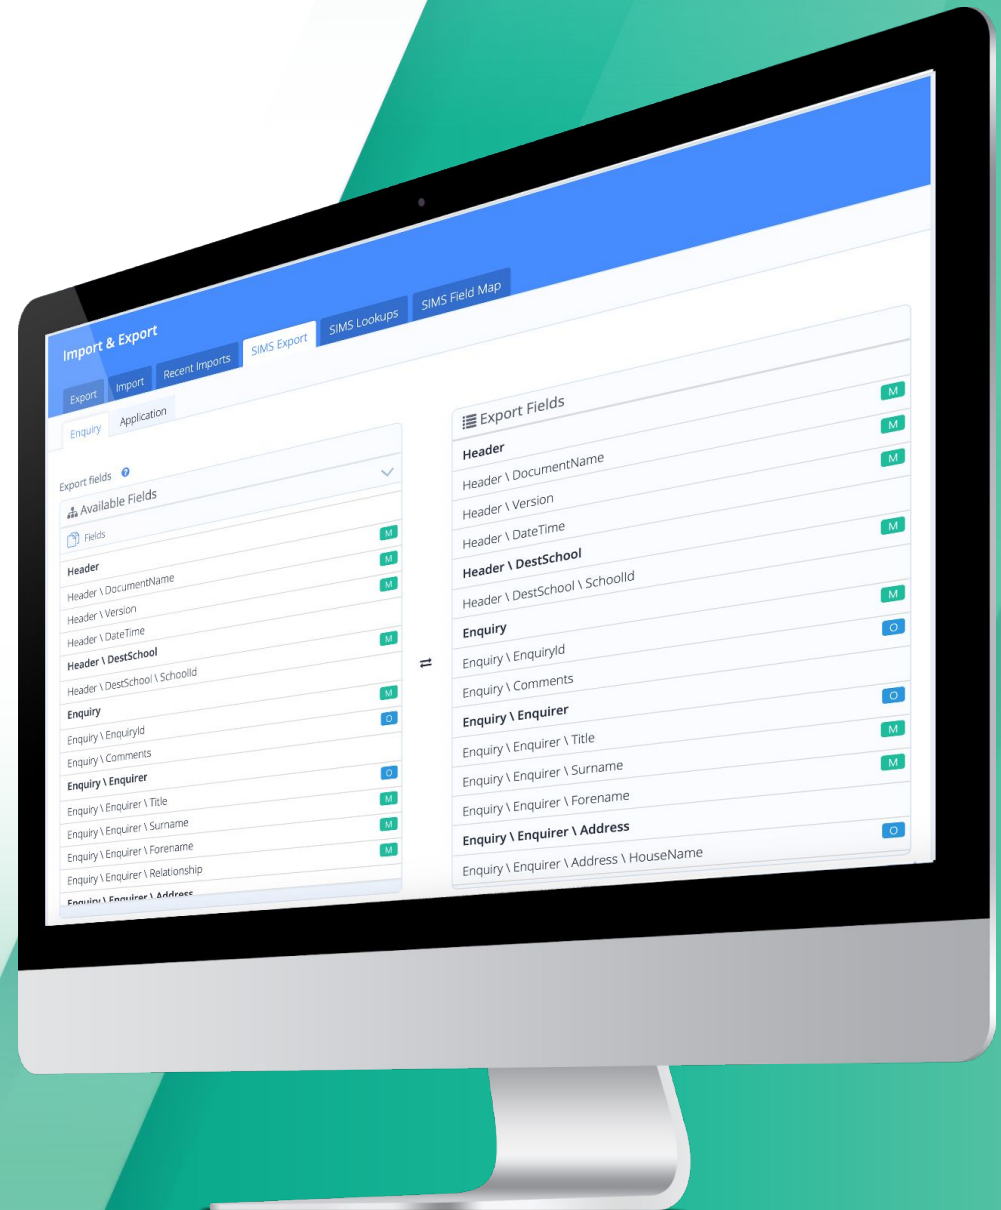 Import & Export
Export
Import
Recent Imports
SIMS Export
SIMS Lookups
SIMS Field Map
Enquiry
Application
Export fields ?
Available Fields
Fields
Header
Header \ DocumentName M
Header \ Version M
Header \ DateTime M
Header \ DestSchool
Header \ DestSchool \ SchoolId M
Enquiry
Enquiry \ EnquiryId M
Enquiry \ Comments O
Enquiry \ Enquirer
Enquiry \ Enquirer \ Title O
Enquiry \ Enquirer \ Surname M
Enquiry \ Enquirer \ Forename M
Enquiry \ Enquirer \ Relationship M
Enquiry \ Enquirer \ Address
Export Fields
Header
Header \ DocumentName M
Header \ Version M
Header \ DateTime M
Header \ DestSchool
Header \ DestSchool \ SchoolId M
Enquiry
Enquiry \ EnquiryId M
Enquiry \ Comments O
Enquiry \ Enquirer
Enquiry \ Enquirer \ Title O
Enquiry \ Enquirer \ Surname M
Enquiry \ Enquirer \ Forename M
Enquiry \ Enquirer \ Address
Enquiry \ Enquirer \ Address \ HouseName O